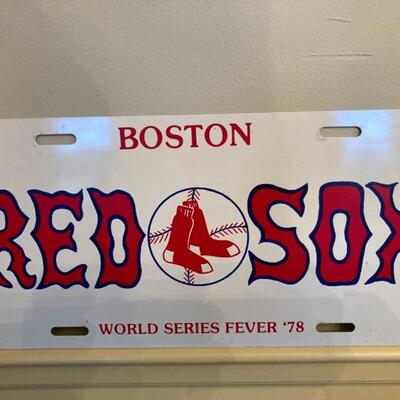 BOSTON
RED SOX
WORLD SERIES FEVER '78